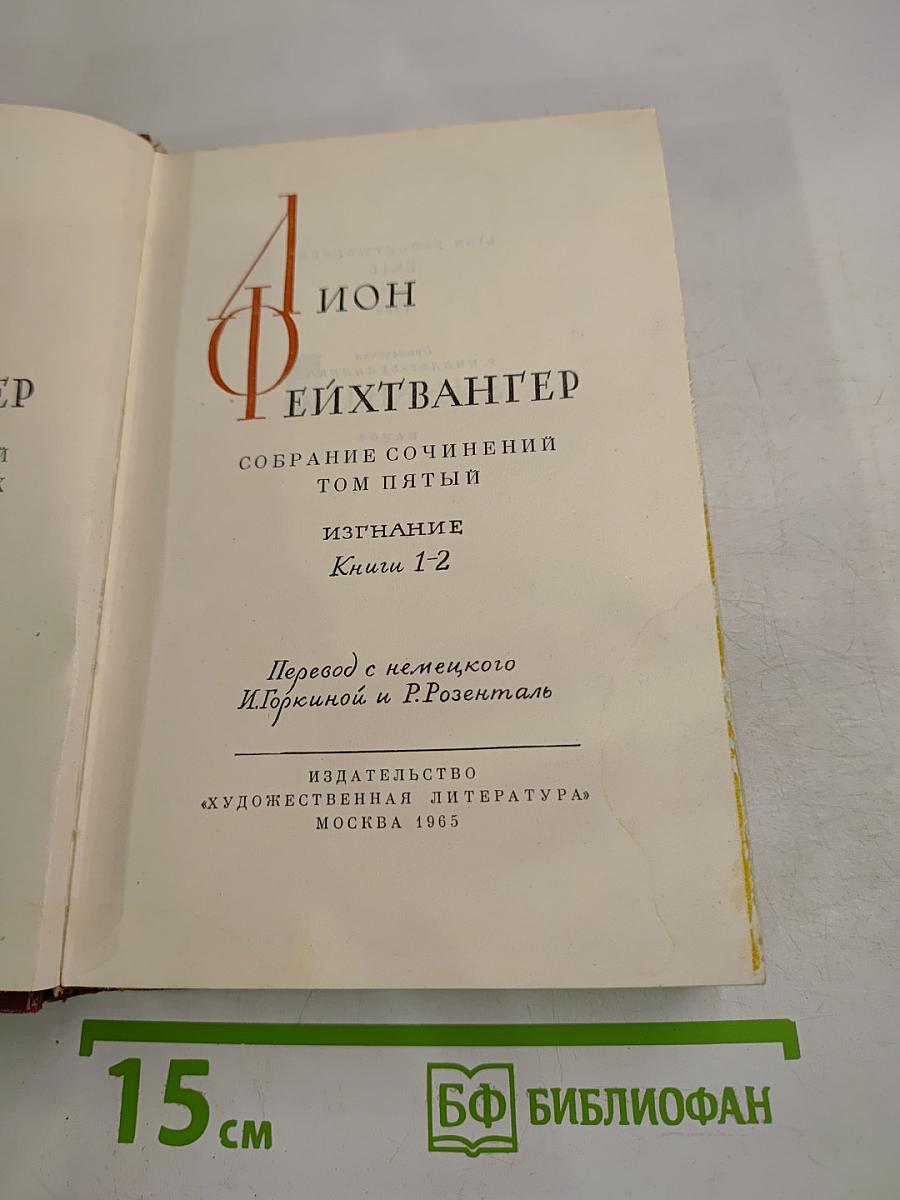 ЕР
Й
Х
ЛИОН
ФЕЙХТВАНГЕР
СОБРАНИЕ СОЧИНЕНИЙ
ТОМ ПЯТЫЙ
ИЗГНАНИЕ
Книги 1-2
Перевод с немецкого
И.Горкиной и Р.Розенталь
ИЗДАТЕЛЬСТВО
«ХУДОЖЕСТВЕННАЯ ЛИТЕРАТУРА»
МОСКВА 1965
15 см
БФ БИБЛИОФАН